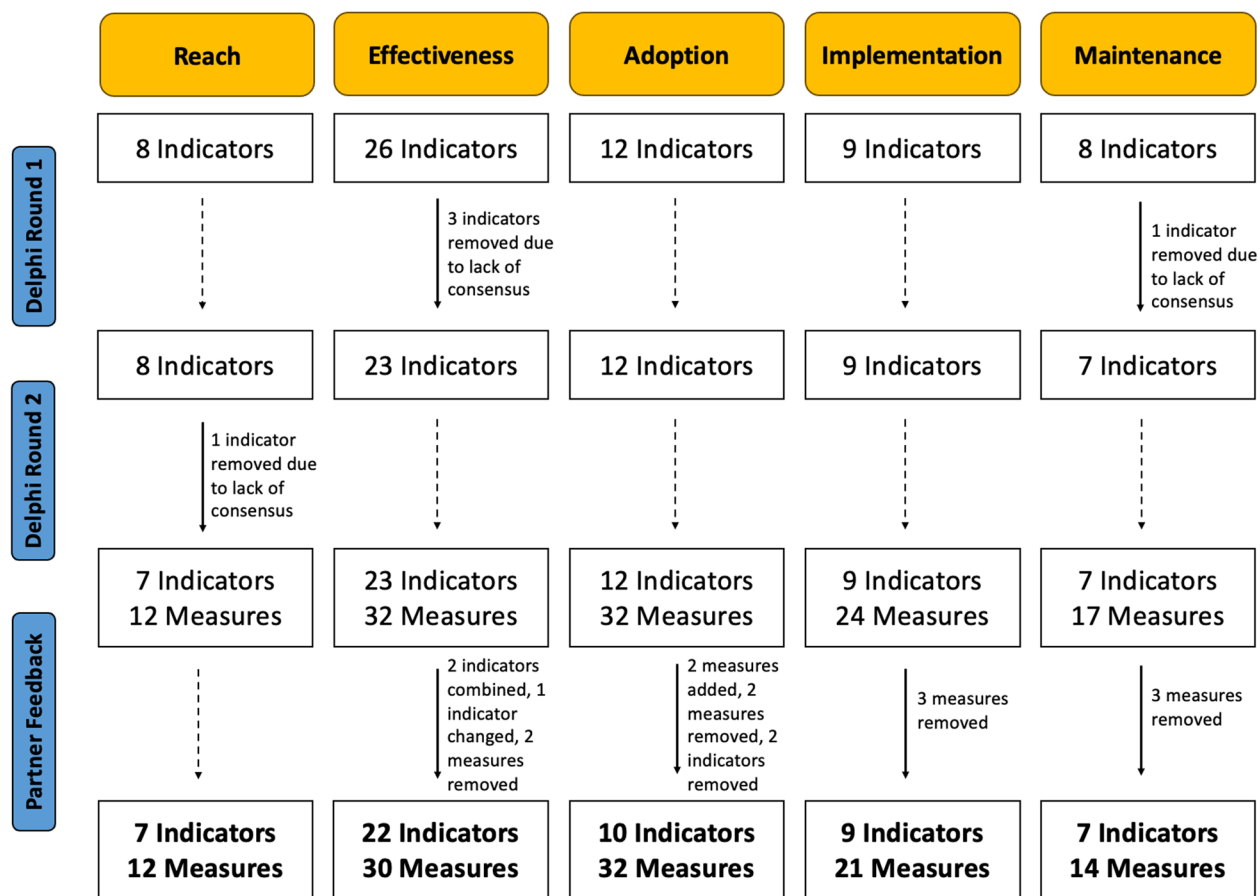 Reach
Effectiveness
Adoption
Implementation
Maintenance
Delphi Round 1
8 Indicators
26 Indicators
12 Indicators
9 Indicators
8 Indicators
3 indicators
removed due
to lack of
consensus
1 indicator
removed due
to lack of
consensus
Delphi Round 2
8 Indicators
23 Indicators
12 Indicators
9 Indicators
7 Indicators
1 indicator
removed due
to lack of
consensus
7 Indicators
12 Measures
23 Indicators
32 Measures
12 Indicators
32 Measures
9 Indicators
24 Measures
7 Indicators
17 Measures
Partner Feedback
2 indicators
combined, 1
indicator
changed, 2
measures
removed
2 measures
added, 2
measures
removed, 2
indicators
removed
3 measures
removed
3 measures
removed
7 Indicators
12 Measures
22 Indicators
30 Measures
10 Indicators
32 Measures
9 Indicators
21 Measures
7 Indicators
14 Measures